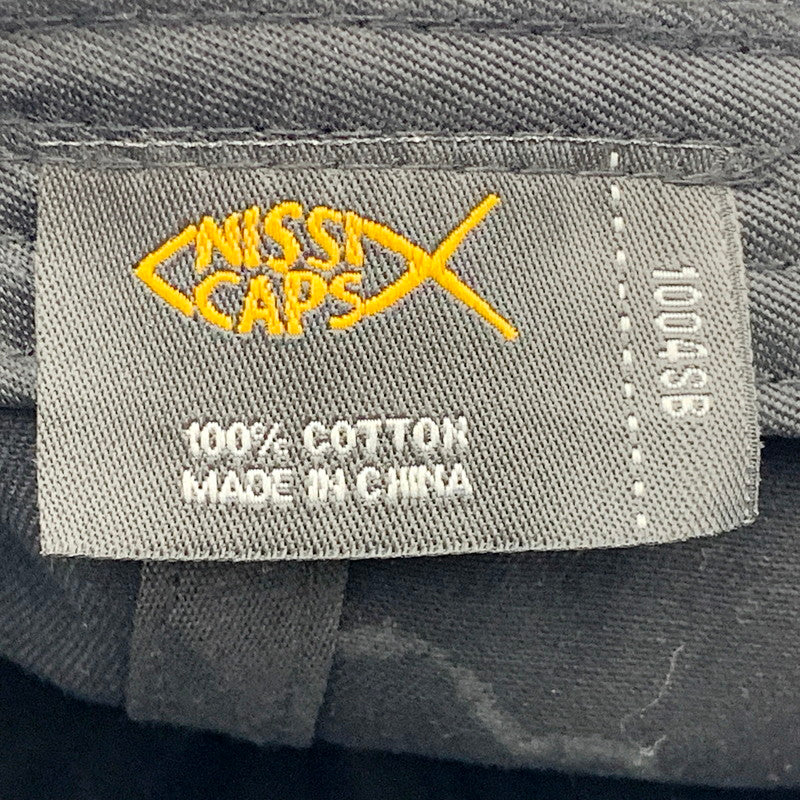 NISSI
CAPS
100% COTTON
MADE IN CHINA
1004SB